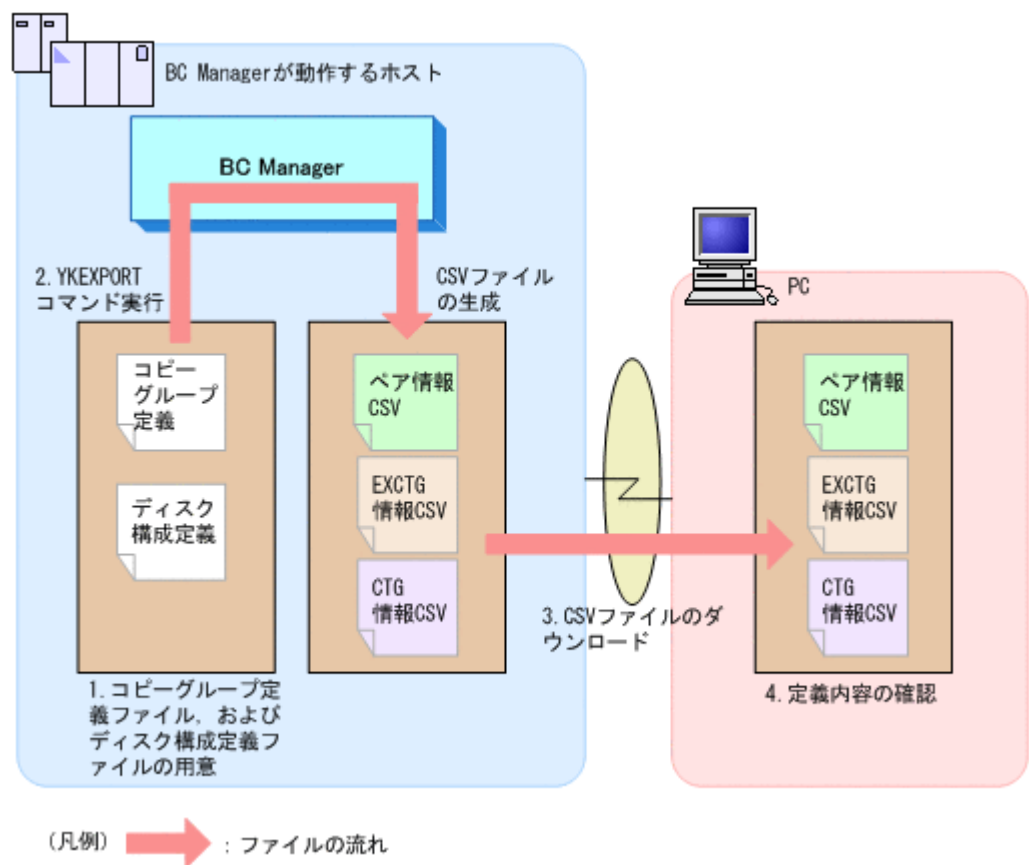 BC Managerが動作するホスト
BC Manager
2.YKEXPORT
コマンド実行
CSVファイル
の生成
PC
コピー
グループ
定義
ディスク
構成定義
ペア情報
CSV
EXCTG
情報CSV
CTG
情報CSV
ペア情報
CSV
EXCTG
情報CSV
CTG
情報CSV
3.CSVファイルのダ
ウンロード
1.コピーグループ定
義ファイル，および
ディスク構成定義フ
ァイルの用意
4.定義内容の確認
(凡例)
：ファイルの流れ